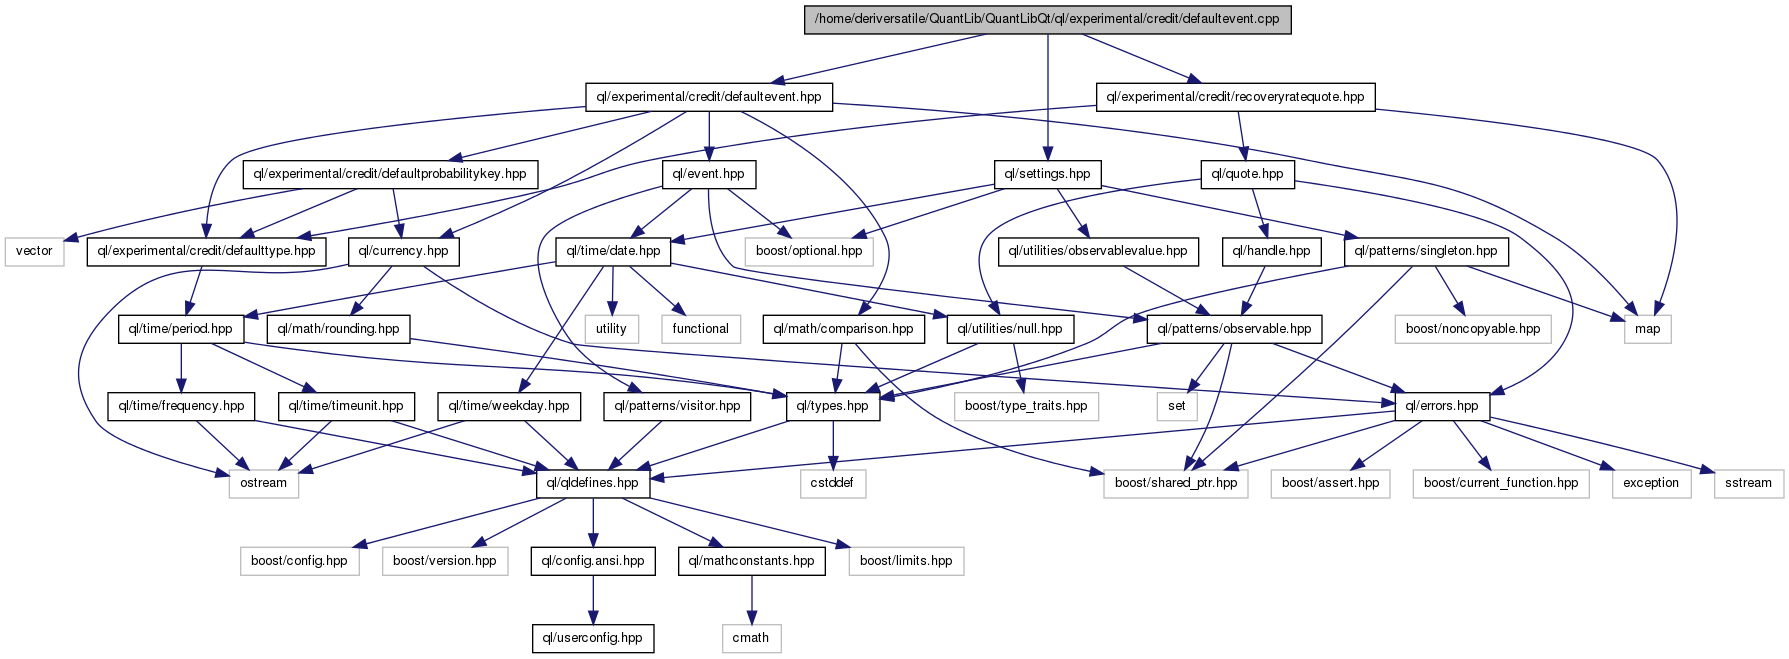 /home/deriversatile/QuantLib/QuantLibQt/ql/experimental/credit/defaultevent.cpp
ql/experimental/credit/defaultevent.hpp
ql/experimental/credit/recoveryratequote.hpp
ql/experimental/credit/defaultprobabilitykey.hpp
ql/event.hpp
ql/settings.hpp
ql/quote.hpp
vector
ql/experimental/credit/defaulttype.hpp
ql/currency.hpp
ql/time/date.hpp
boost/optional.hpp
ql/utilities/observablevalue.hpp
ql/handle.hpp
ql/patterns/singleton.hpp
ql/time/period.hpp
ql/math/rounding.hpp
utility
functional
ql/math/comparison.hpp
ql/utilities/null.hpp
ql/patterns/observable.hpp
boost/noncopyable.hpp
map
ql/time/frequency.hpp
ql/time/timeunit.hpp
ql/time/weekday.hpp
ql/patterns/visitor.hpp
ql/types.hpp
boost/type_traits.hpp
set
ql/errors.hpp
ostream
ql/qldefines.hpp
cstddef
boost/shared_ptr.hpp
boost/assert.hpp
boost/current_function.hpp
exception
sstream
boost/config.hpp
boost/version.hpp
ql/config.ansi.hpp
ql/mathconstants.hpp
boost/limits.hpp
ql/userconfig.hpp
cmath